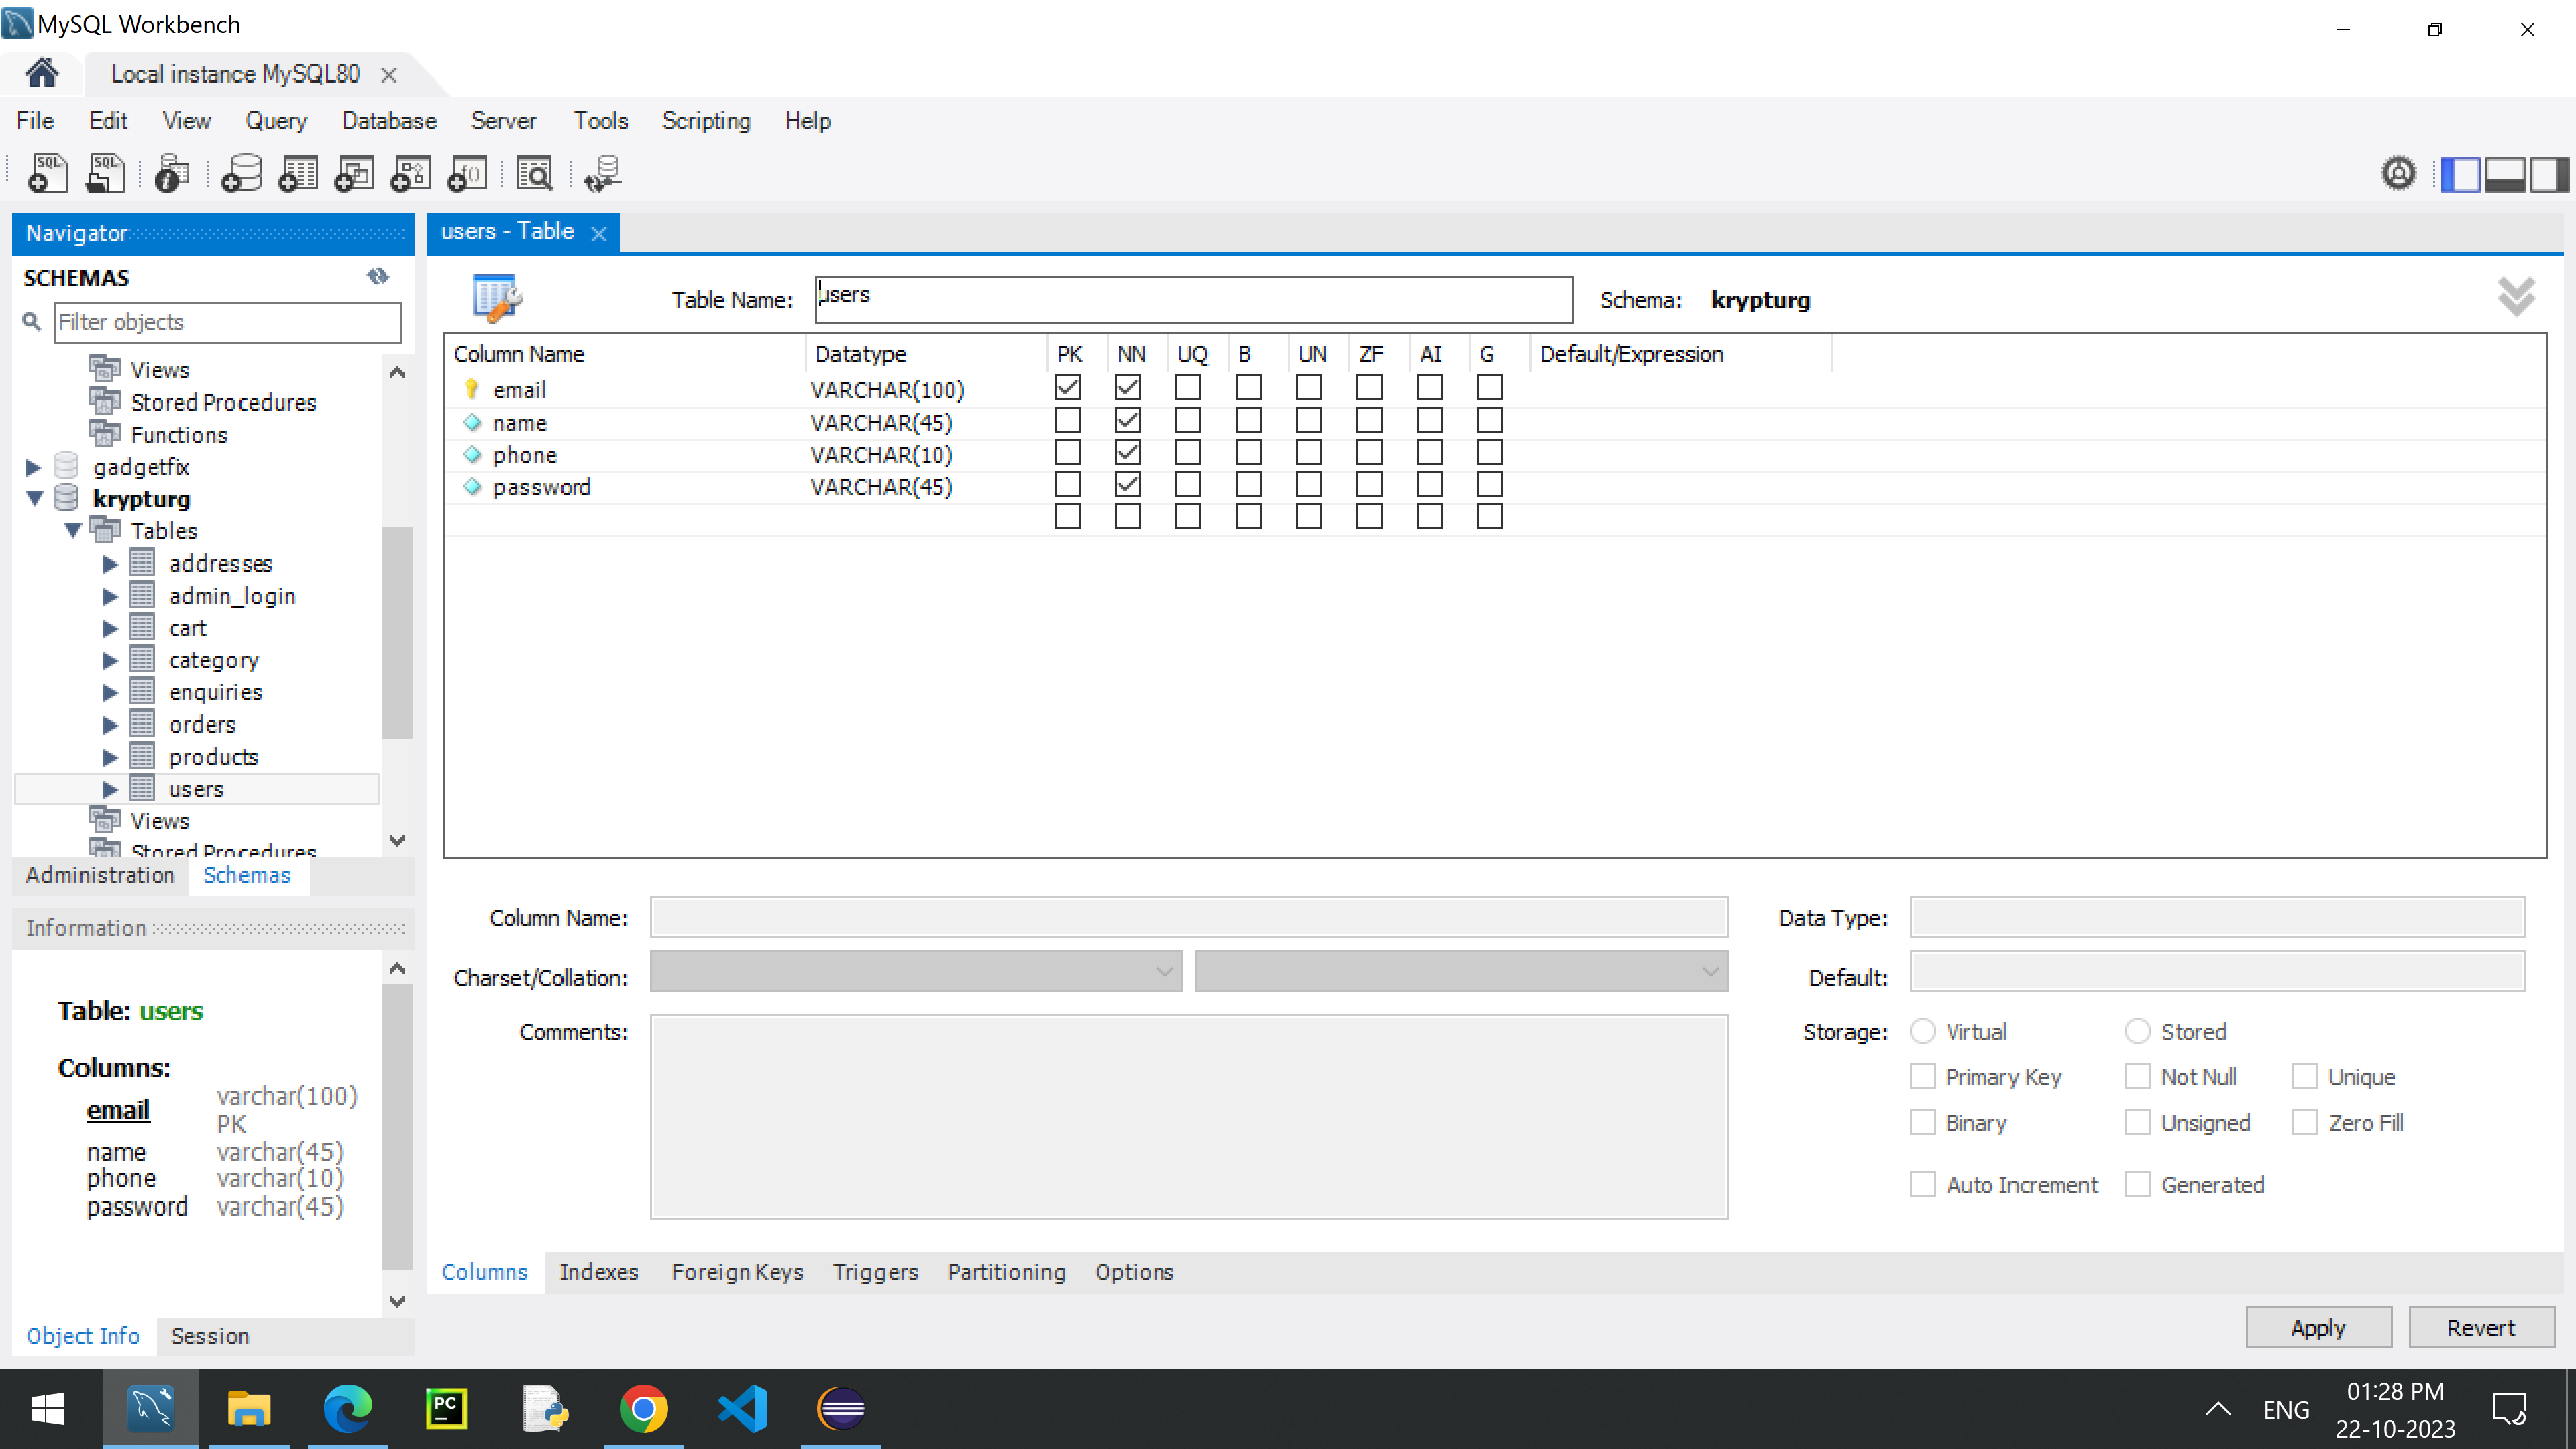 MySQL Workbench
Local instance MySQL80
File Edit View Query Database Server Tools Scripting Help
Navigator
SCHEMAS
Filter objects
Views
Stored Procedures
Functions
gadgetfix
krypturg
Tables
addresses
admin_login
cart
category
enquiries
orders
products
users
Views
Stored Procedures
Administration Schemas
Information
Table: users
Columns:
email varchar(100) PK
name varchar(45)
phone varchar(10)
password varchar(45)
Object Info Session
users - Table
Table Name: users Schema: krypturg
Column Name Datatype PK NN UQ B UN ZF AI G Default/Expression
email VARCHAR(100)
name VARCHAR(45)
phone VARCHAR(10)
password VARCHAR(45)
Column Name: Data Type:
Charset/Collation: Default:
Comments: Storage: Virtual Stored
Primary Key Not Null Unique
Binary Unsigned Zero Fill
Auto Increment Generated
Columns Indexes Foreign Keys Triggers Partitioning Options
Apply Revert
ENG 01:28 PM
22-10-2023